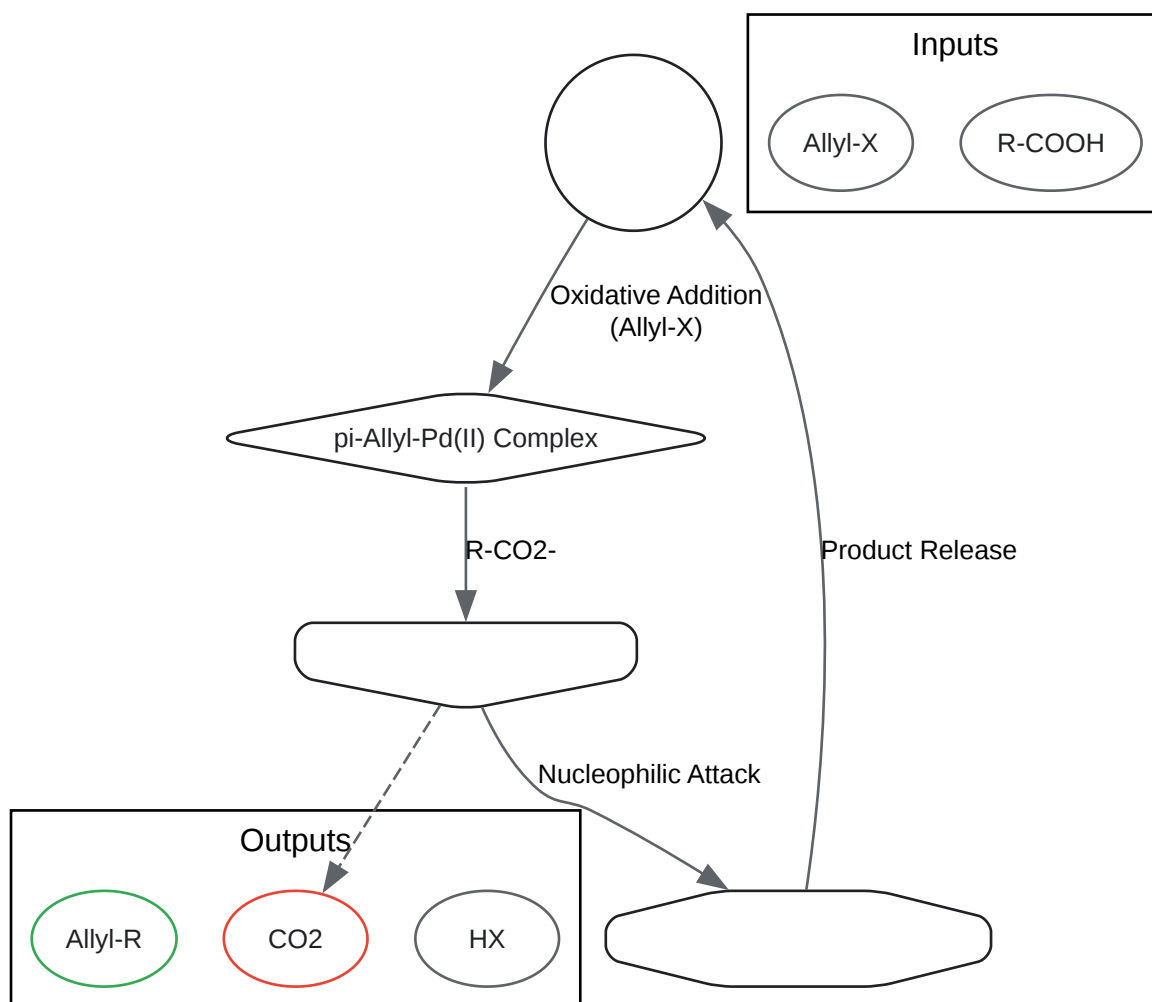 Inputs
Allyl-X
R-COOH
Oxidative Addition
(Allyl-X)
pi-Allyl-Pd(II) Complex
R-CO2-
Product Release
Nucleophilic Attack
Outputs
Allyl-R
CO2
HX